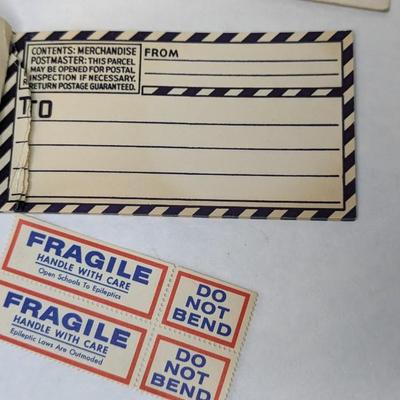 CONTENTS: MERCHANDISE
POSTMASTER: THIS PARCEL
MAY BE OPENED FOR POSTAL
INSPECTION IF NECESSARY.
RETURN POSTAGE GUARANTEED.
FROM
TO
FRAGILE
HANDLE WITH CARE
Open Schools To Epileptics
DO
NOT
BEND
FRAGILE
HANDLE WITH CARE
Epileptic Laws Are Outmoded
DO
NOT
BEND